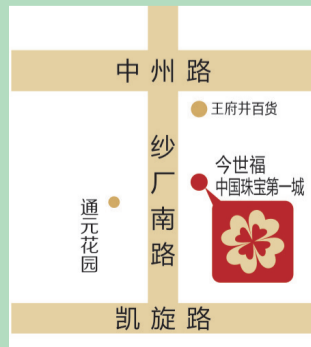 中州路
王府井百货
纱厂南路
今世福
中国珠宝第一城
通元花园
凯旋路